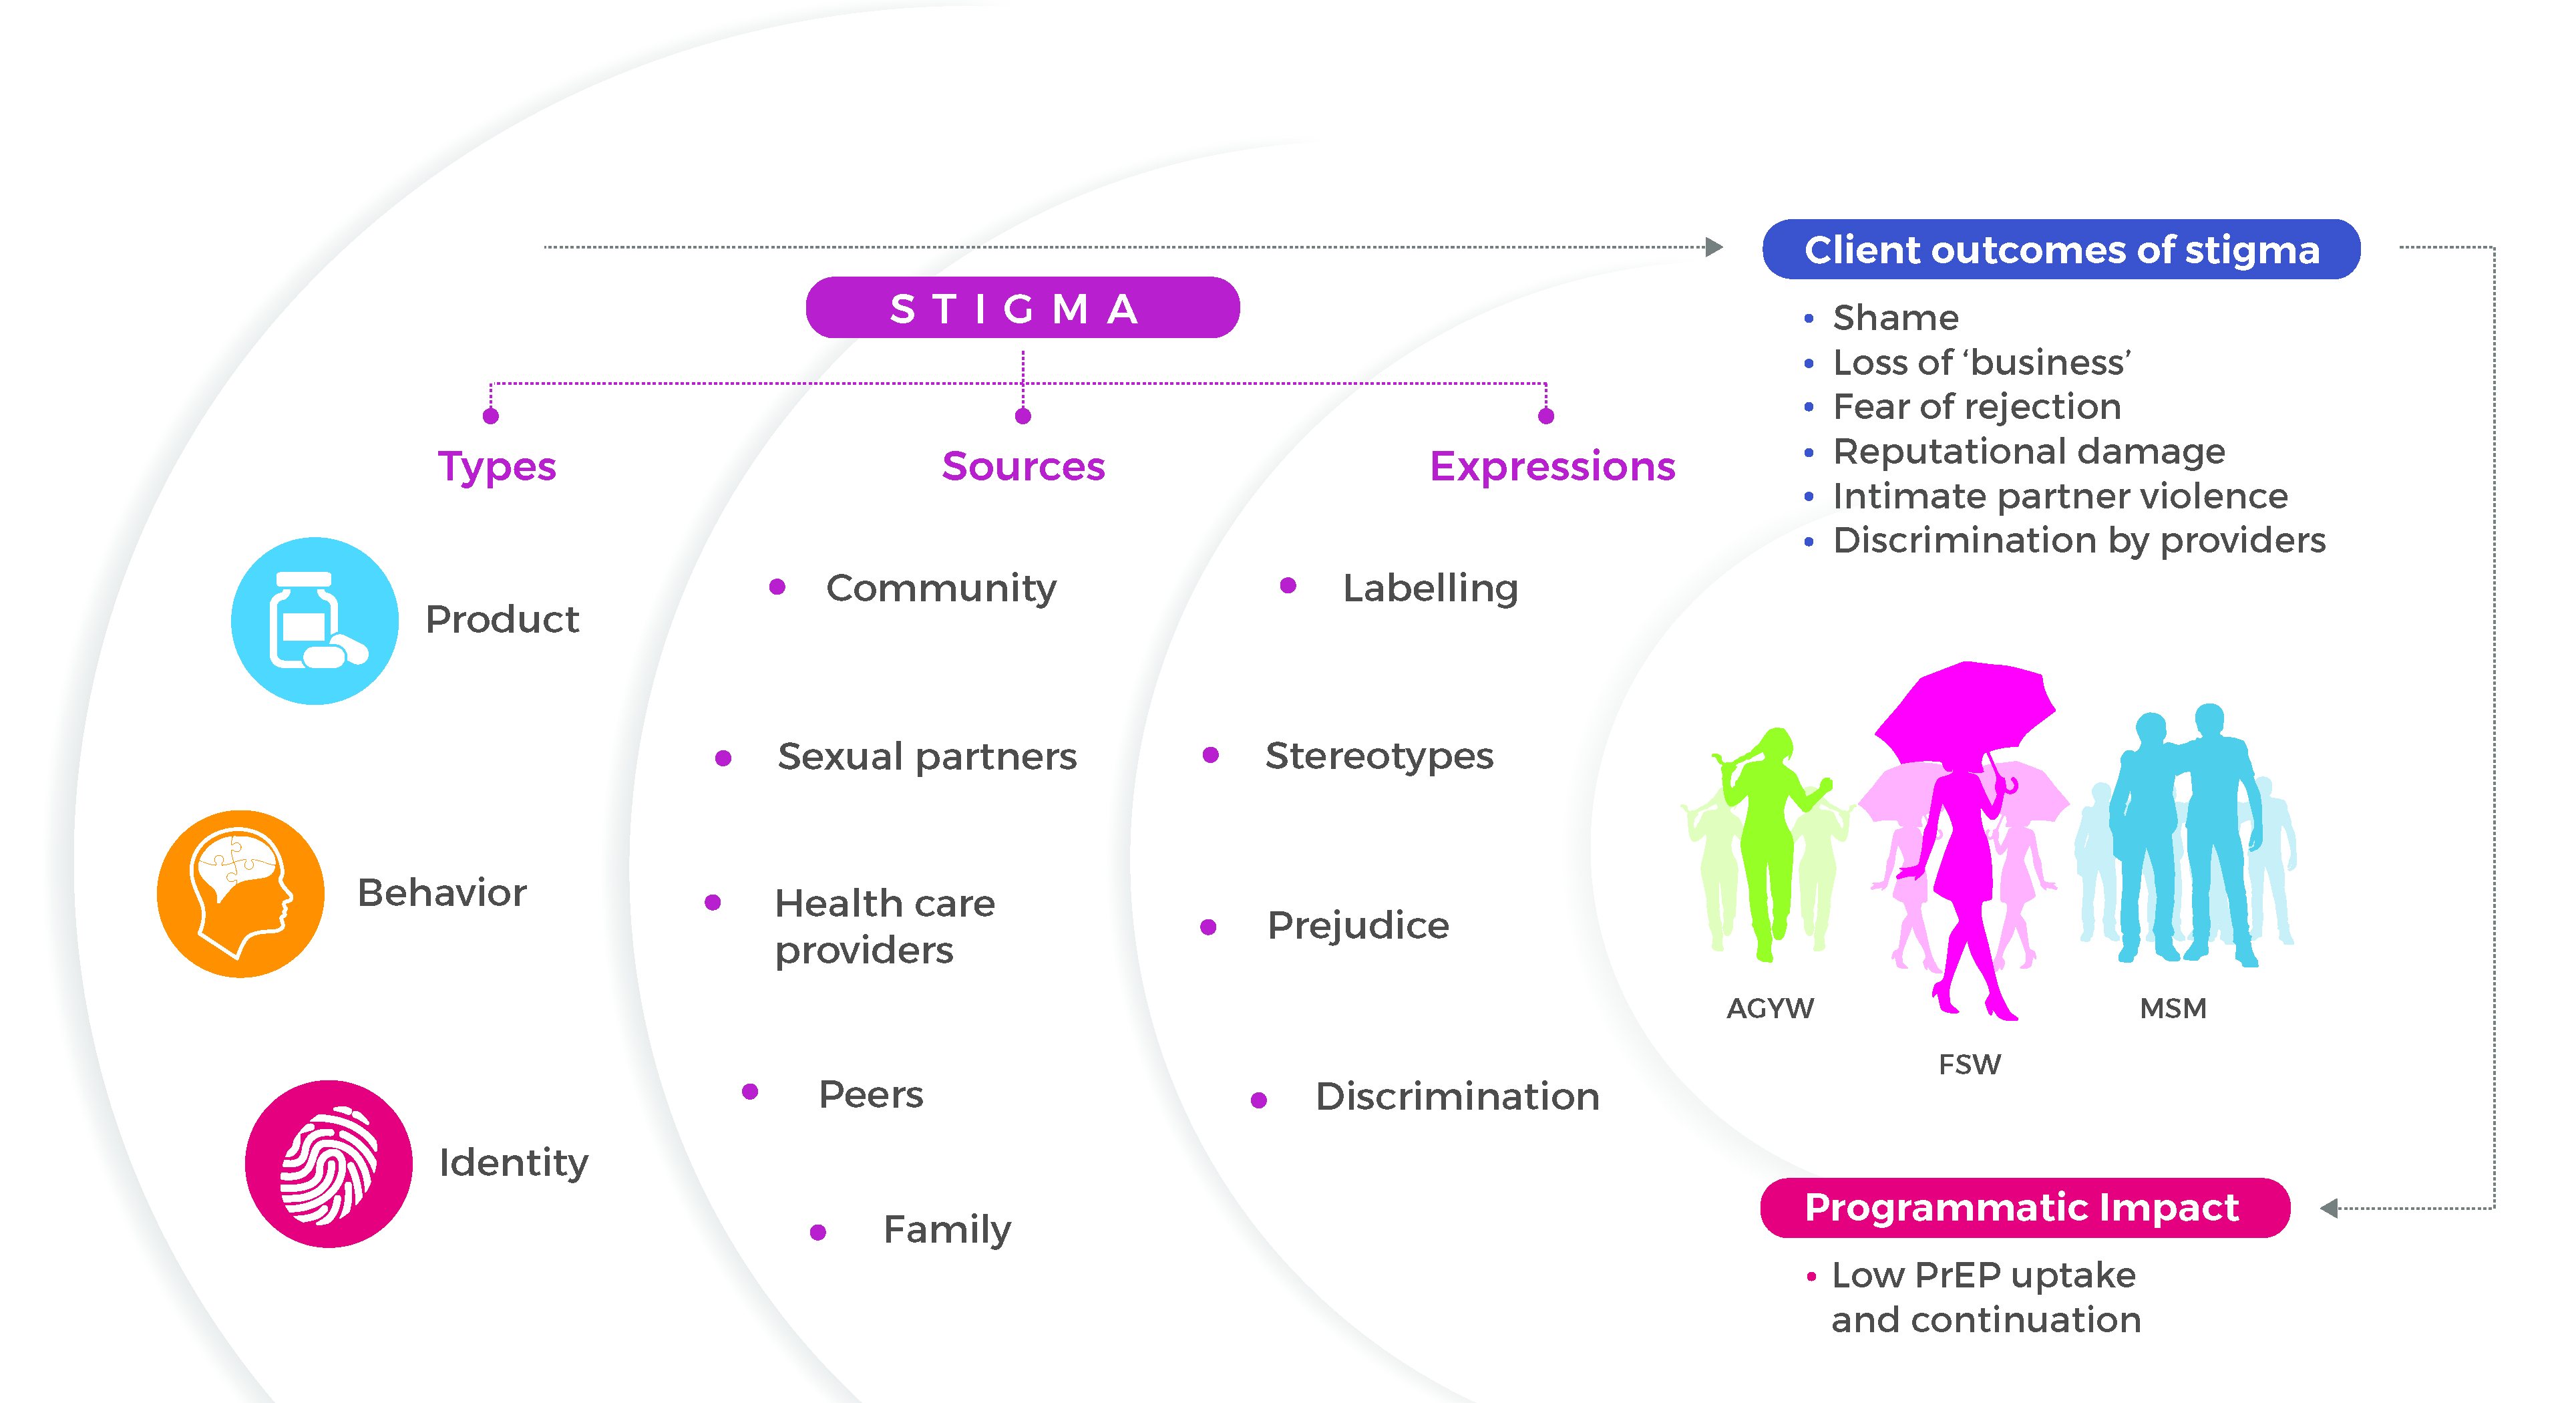 STIGMA
Types
Product
Behavior
Identity
Sources
Community
Sexual partners
Health care
providers
Peers
Family
Expressions
Labelling
Stereotypes
Prejudice
Discrimination
Client outcomes of stigma
• Shame
• Loss of ‘business’
• Fear of rejection
• Reputational damage
• Intimate partner violence
• Discrimination by providers
AGYW
FSW
MSM
Programmatic Impact
• Low PrEP uptake
and continuation